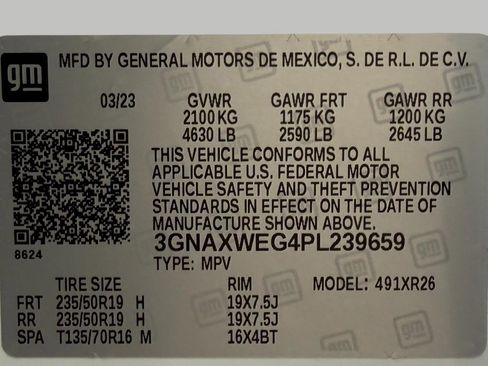 gm
MFD BY GENERAL MOTORS DE MEXICO, S. DE R.L. DE C.V.
03/23 GVWR GAWR FRT GAWR RR
2100 KG 1175 KG 1200 KG
4630 LB 2590 LB 2645 LB
THIS VEHICLE CONFORMS TO ALL
APPLICABLE U.S. FEDERAL MOTOR
VEHICLE SAFETY AND THEFT PREVENTION
STANDARDS IN EFFECT ON THE DATE OF
MANUFACTURE SHOWN ABOVE.
3GNAXWEG4PL239659
8624
TYPE: MPV
TIRE SIZE RIM MODEL: 491XR26
FRT 235/50R19 H 19X7.5J
RR 235/50R19 H 19X7.5J
SPA T135/70R16 M 16X4BT